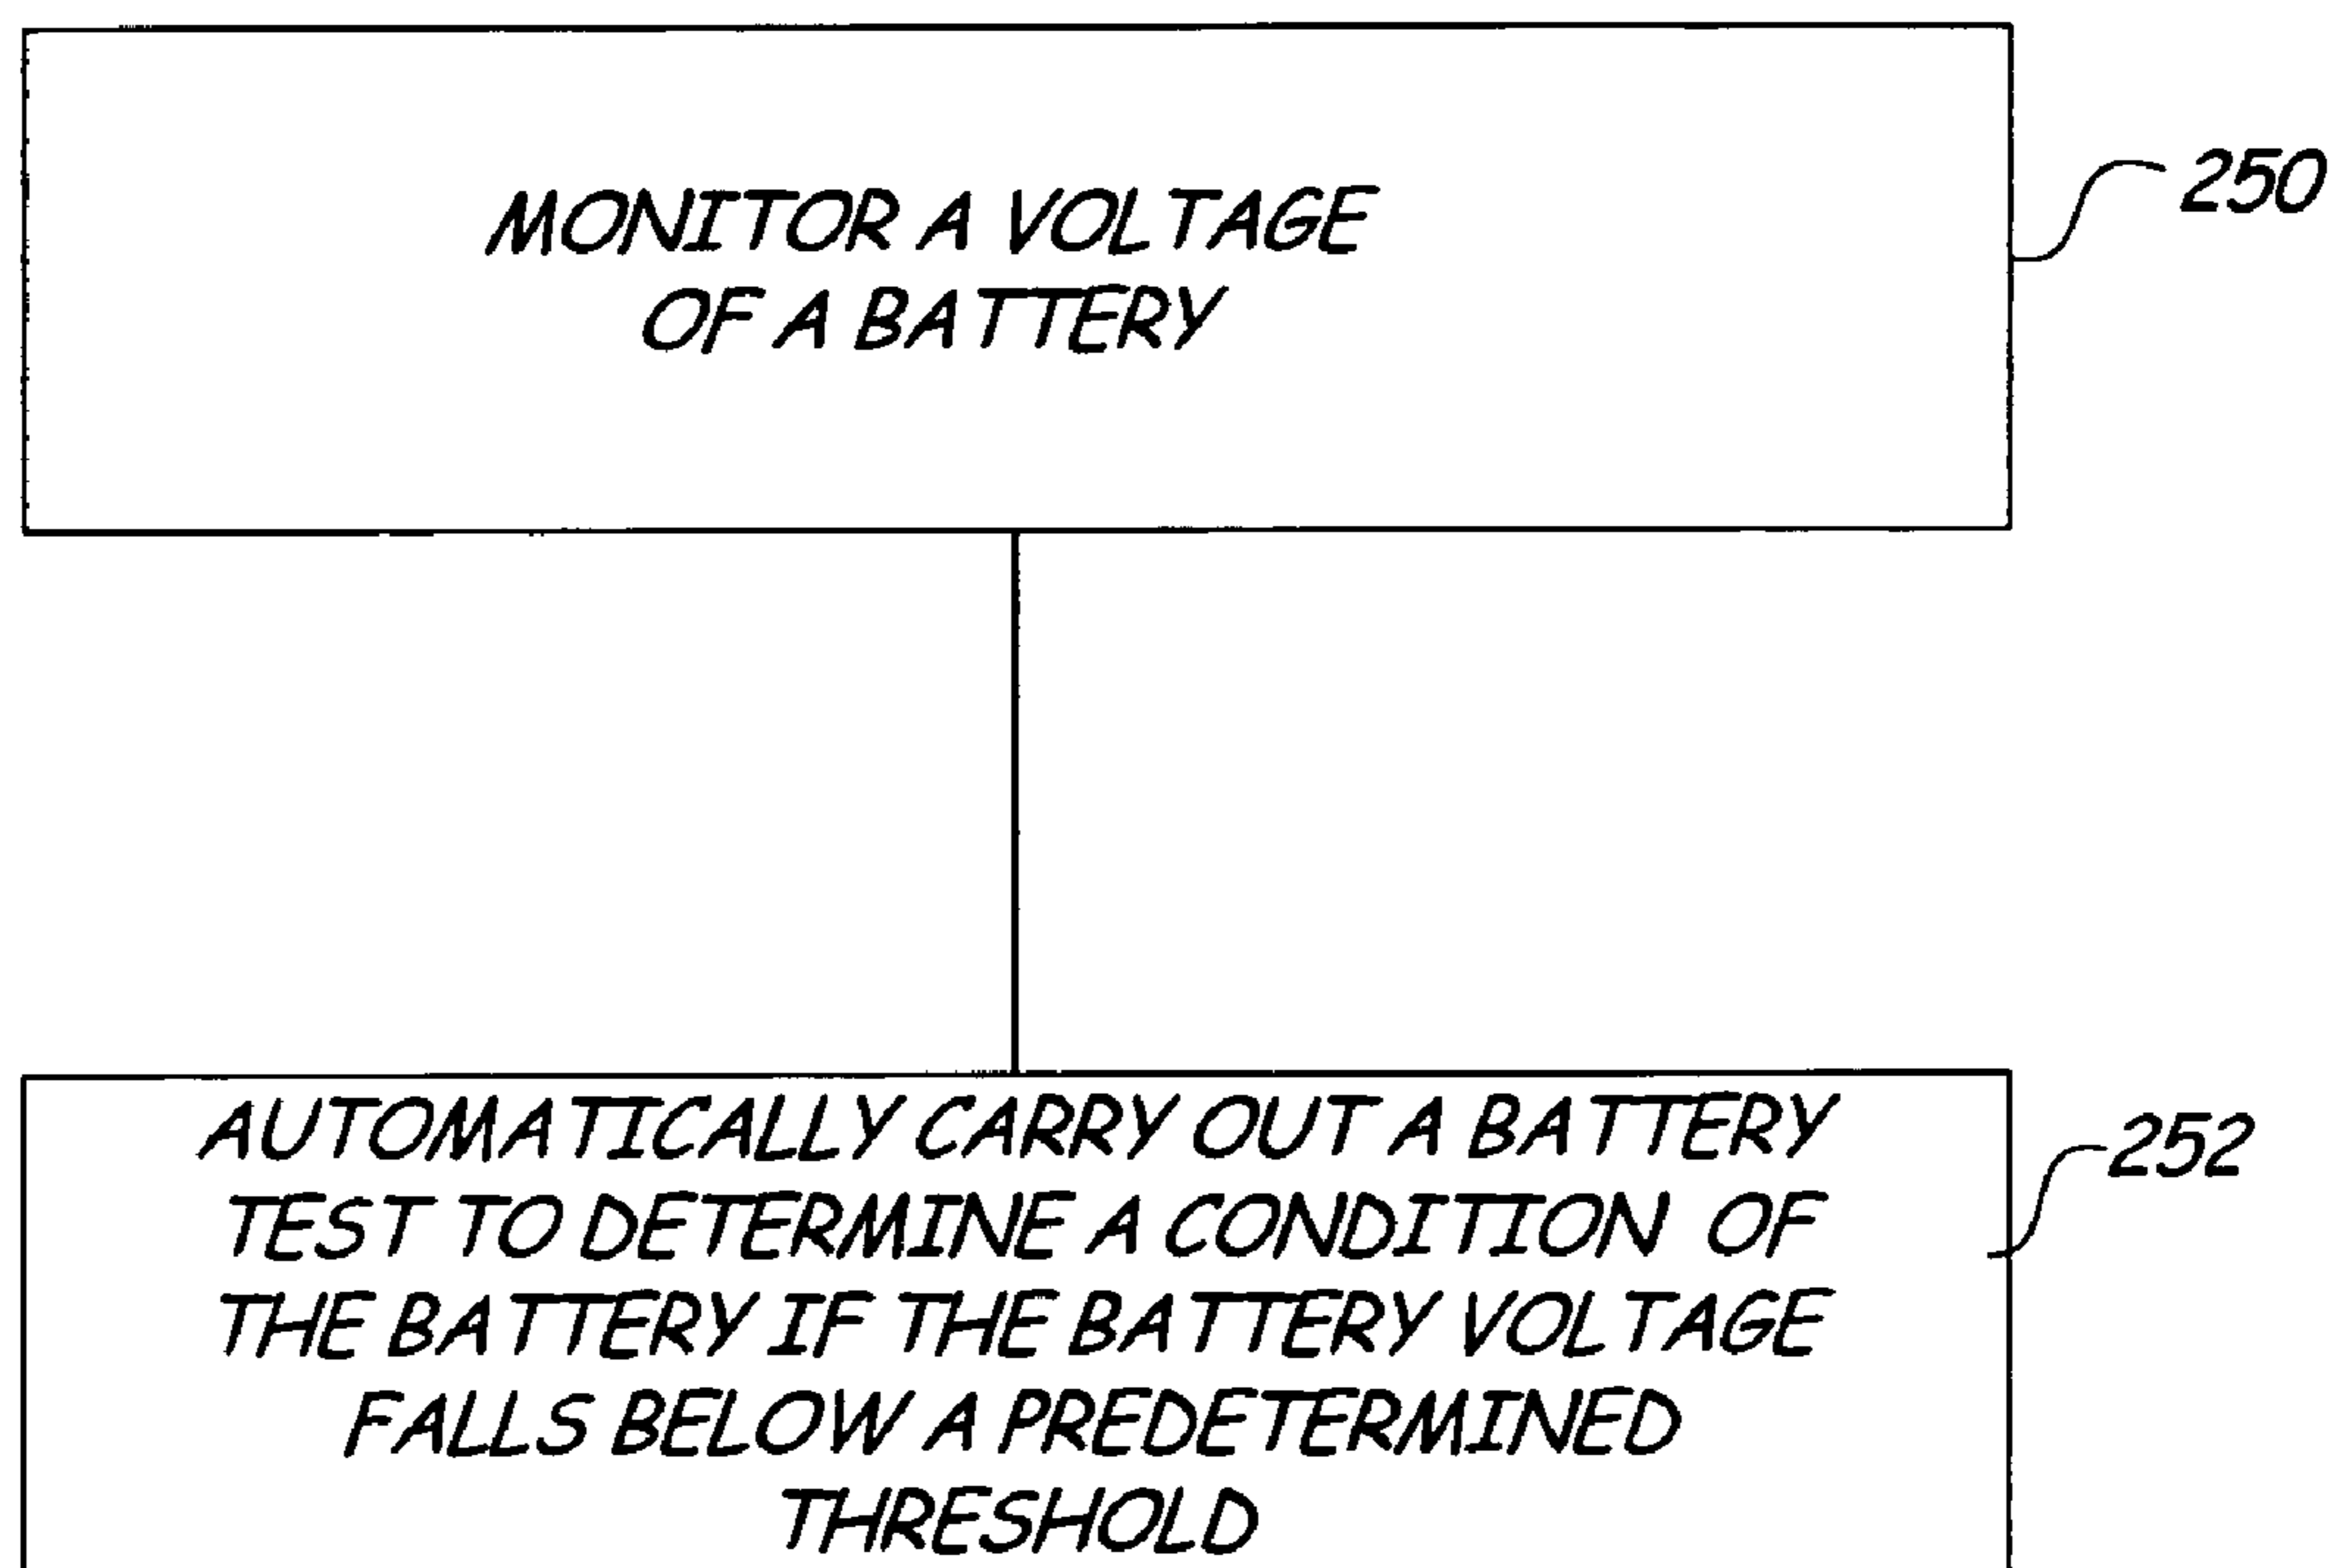 MONITOR A VOLTAGE
OF A BATTERY
250
AUTOMATICALLY CARRY OUT A BATTERY
TEST TO DETERMINE A CONDITION OF
THE BATTERY IF THE BATTERY VOLTAGE
FALLS BELOW A PREDETERMINED
THRESHOLD
252